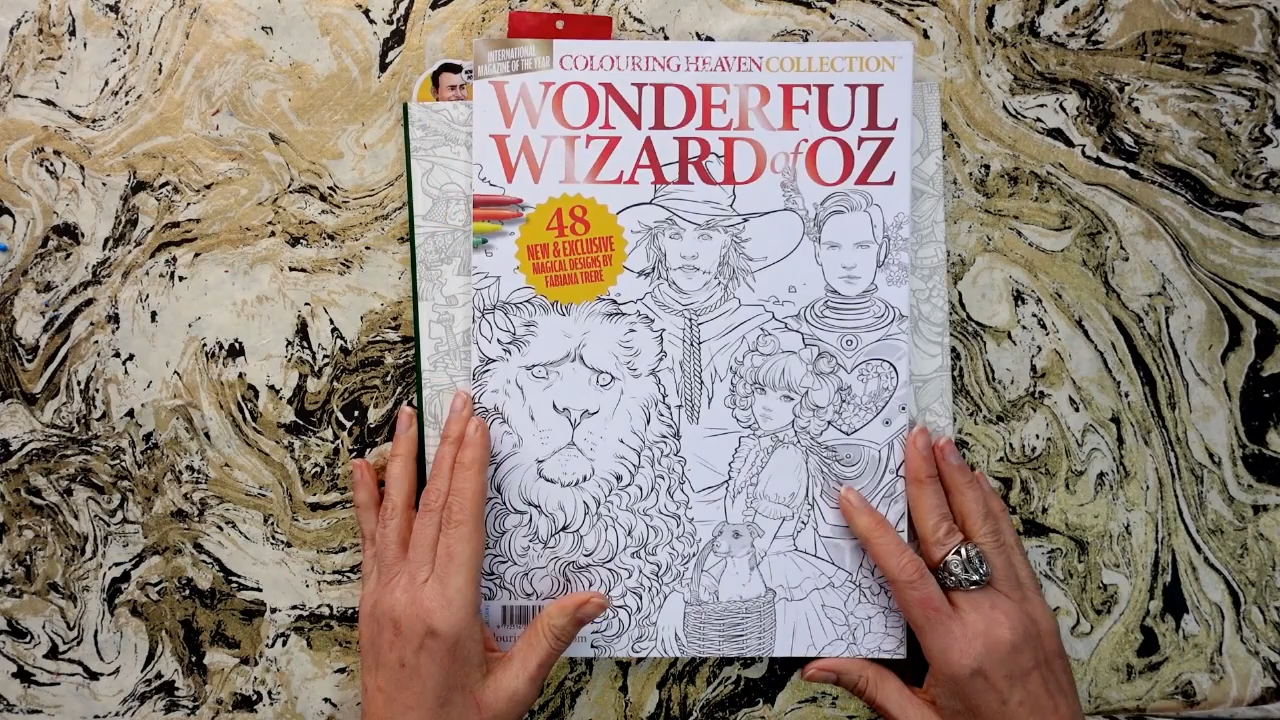 INTERNATIONAL
MAGAZINE OF THE YEAR
COLOURING HEAVEN COLLECTION™
WONDERFUL
WIZARD of OZ
48
NEW & EXCLUSIVE
MAGICAL DESIGNS BY
FABIANA TRERE